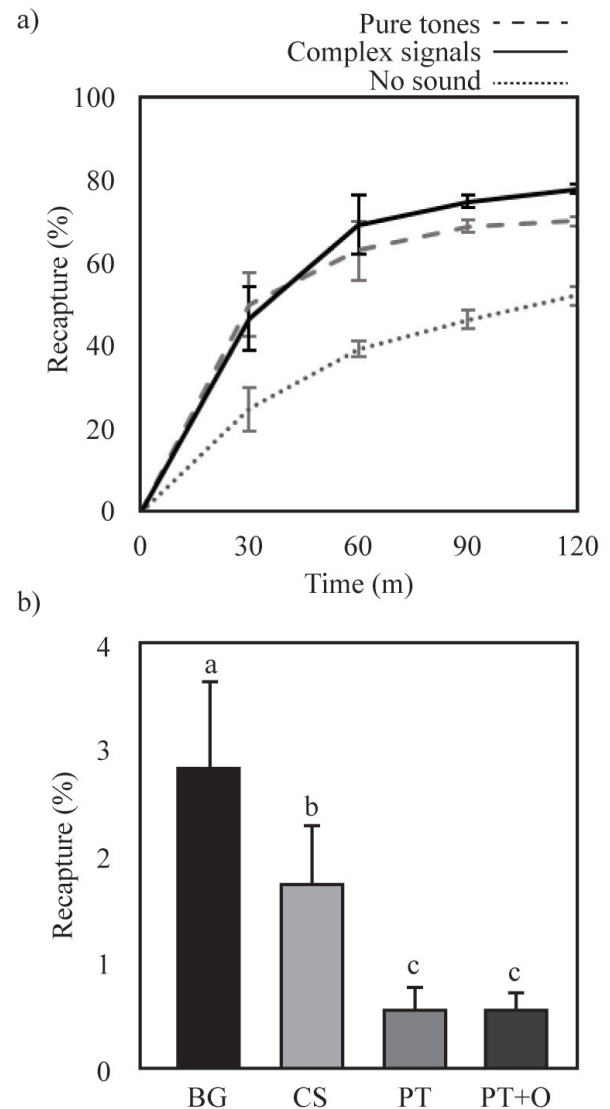 a)
Pure tones
Complex signals
No sound
100
80
60
40
20
0
Recapture (%)
0 30 60 90 120
Time (m)
b)
4
3
2
1
0
Recapture (%)
a
b
c
c
BG CS PT PT+O